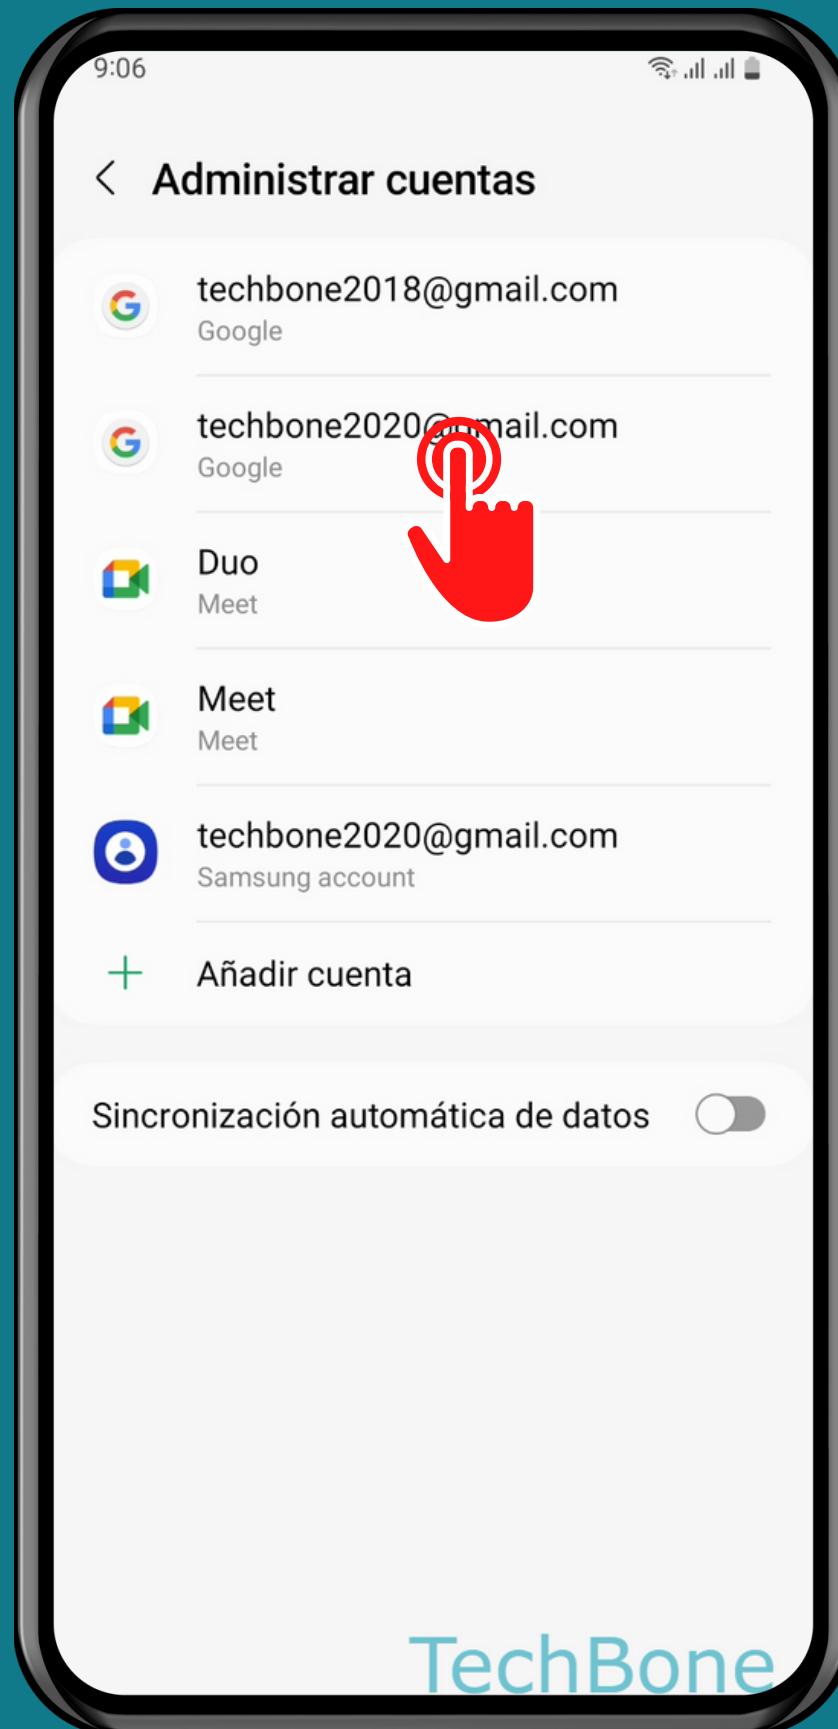 9:06
Administrar cuentas
techbone2018@gmail.com
Google
techbone2020@gmail.com
Google
Duo
Meet
Meet
Meet
techbone2020@gmail.com
Samsung account
Añadir cuenta
Sincronización automática de datos
TechBone